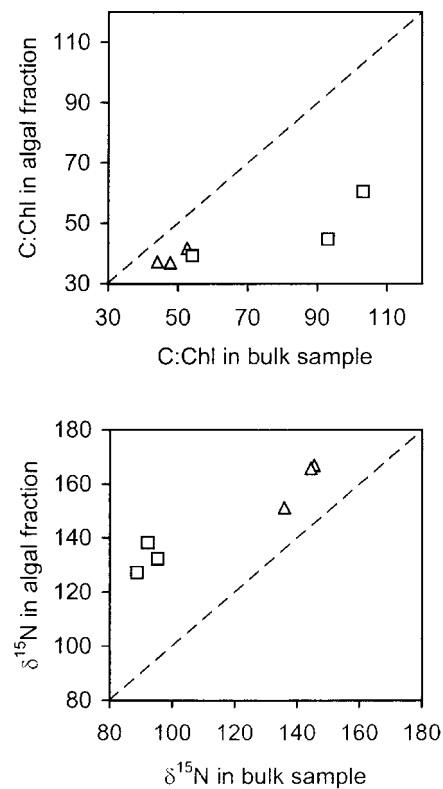 110
90
70
50
30
C:Chl in algal fraction
30 50 70 90 110
C:Chl in bulk sample
180
160
140
120
100
80
δ15N in algal fraction
80 100 120 140 160 180
δ15N in bulk sample